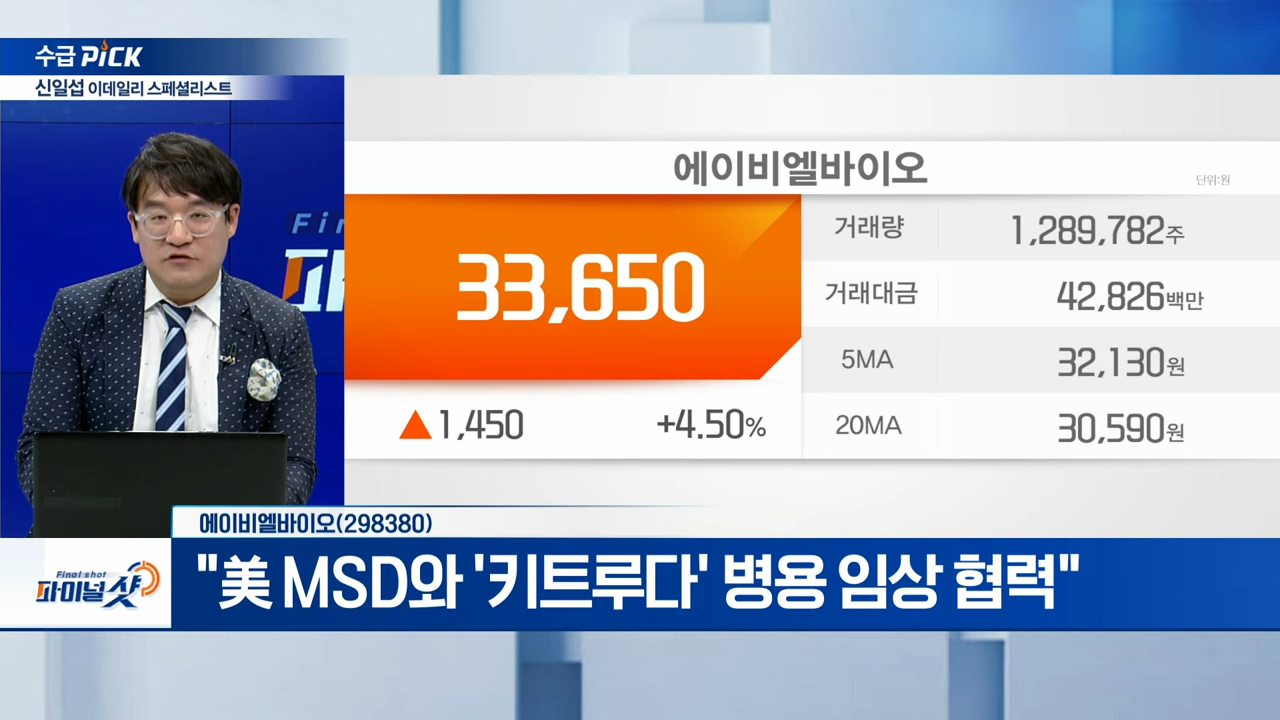 수급 PiCK
신일섭 이데일리 스페셜리스트
Fin
파
에이비엘바이오
단위:원
33,650
▲1,450 +4.50%
거래량 1,289,782주
거래대금 42,826백만
5MA 32,130원
20MA 30,590원
에이비엘바이오(298380)
Final shot
파이널샷
"美 MSD와 '키트루다' 병용 임상 협력"